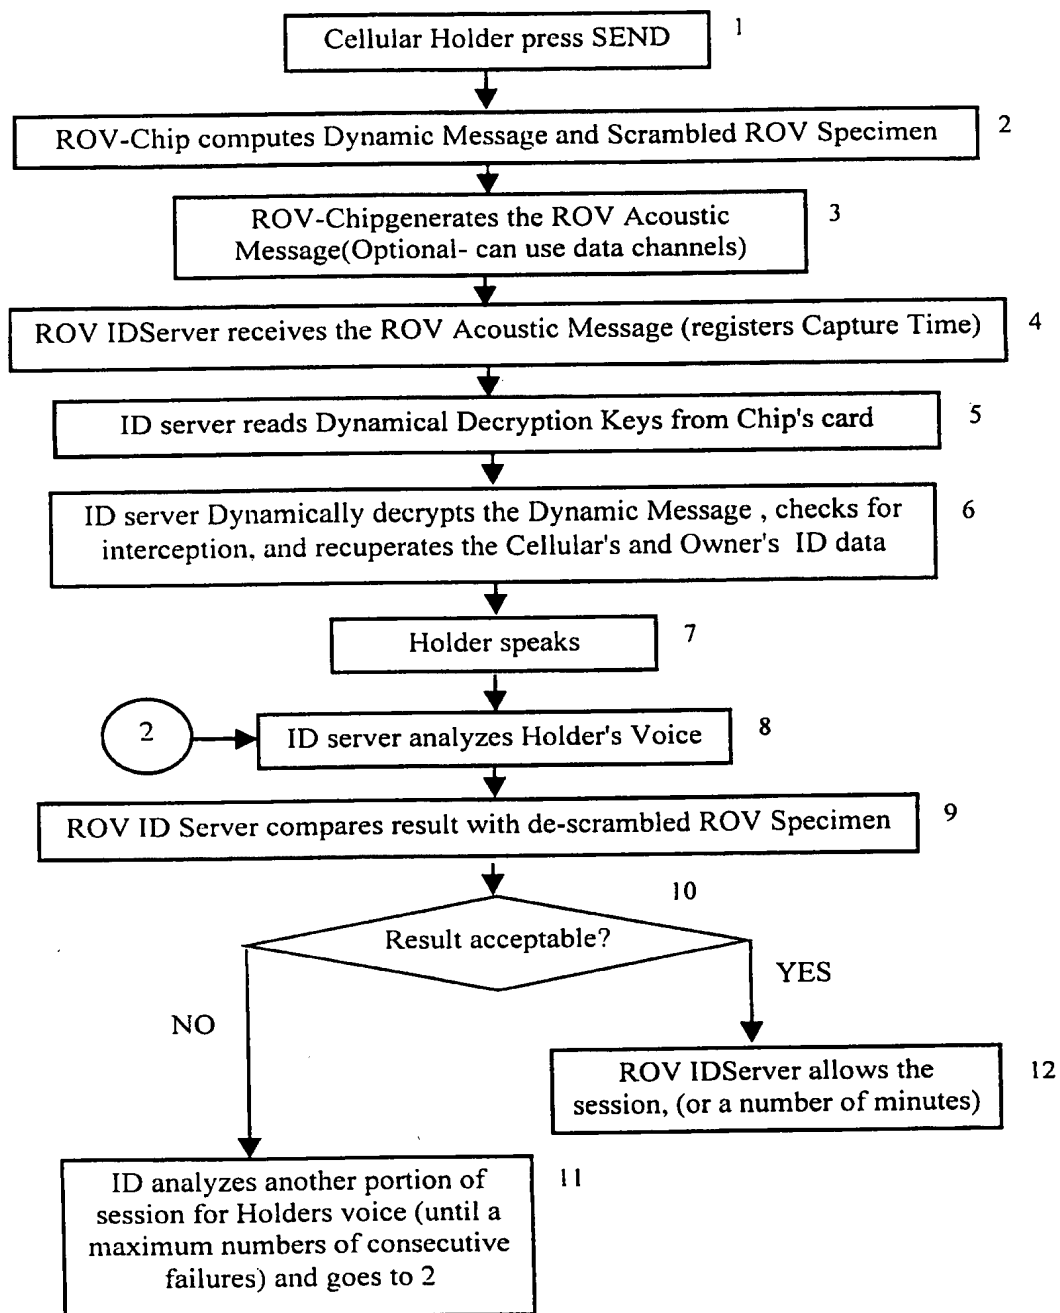 Cellular Holder press SEND
1
ROV-Chip computes Dynamic Message and Scrambled ROV Specimen
2
ROV-Chipgenerates the ROV Acoustic
Message(Optional- can use data channels)
3
ROV IDServer receives the ROV Acoustic Message (registers Capture Time)
4
ID server reads Dynamical Decryption Keys from Chip's card
5
ID server Dynamically decrypts the Dynamic Message , checks for
interception, and recuperates the Cellular's and Owner's ID data
6
Holder speaks
7
2
ID server analyzes Holder's Voice
8
ROV ID Server compares result with de-scrambled ROV Specimen
9
10
Result acceptable?
YES
NO
ROV IDServer allows the
session, (or a number of minutes)
12
ID analyzes another portion of
session for Holders voice (until a
maximum numbers of consecutive
failures) and goes to 2
11